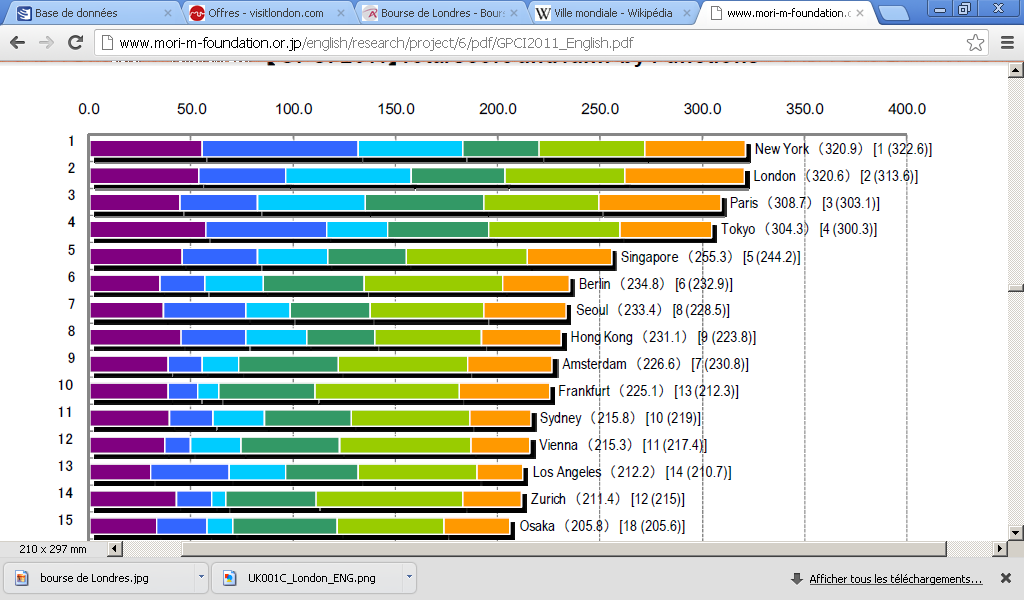 Base de données
Offres - visitlondon.com
Bourse de Londres - Bours
Ville mondiale - Wikipédia
www.mori-m-foundation.c
www.mori-m-foundation.or.jp/english/research/project/6/pdf/GPCI2011_English.pdf
0.0 50.0 100.0 150.0 200.0 250.0 300.0 350.0 400.0
1 New York (320.9) [1 (322.6)]
2 London (320.6) [2 (313.6)]
3 Paris (308.7) [3 (303.1)]
4 Tokyo (304.3) [4 (300.3)]
5 Singapore (255.3) [5 (244.2)]
6 Berlin (234.8) [6 (232.9)]
7 Seoul (233.4) [8 (228.5)]
8 Hong Kong (231.1) [9 (223.8)]
9 Amsterdam (226.6) [7 (230.8)]
10 Frankfurt (225.1) [13 (212.3)]
11 Sydney (215.8) [10 (219)]
12 Vienna (215.3) [11 (217.4)]
13 Los Angeles (212.2) [14 (210.7)]
14 Zurich (211.4) [12 (215)]
15 Osaka (205.8) [18 (205.6)]
210 x 297 mm
bourse de Londres.jpg
UK001C_London_ENG.png
Afficher tous les téléchargements...